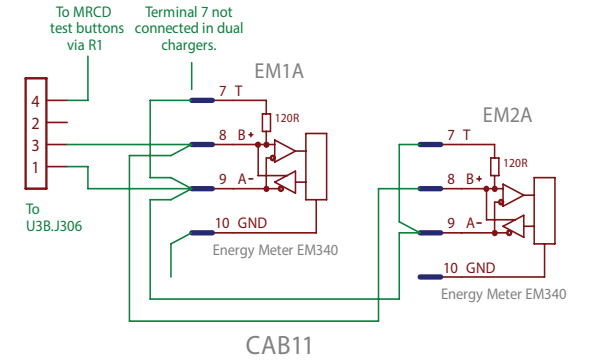 To MRCD
test buttons
via R1
Terminal 7 not
connected in dual
chargers.
EM1A
7 T
120R
8 B+
9 A-
10 GND
Energy Meter EM340
4
2
3
1
To
U3B.J306
EM2A
7 T
120R
8 B+
9 A-
10 GND
Energy Meter EM340
CAB11